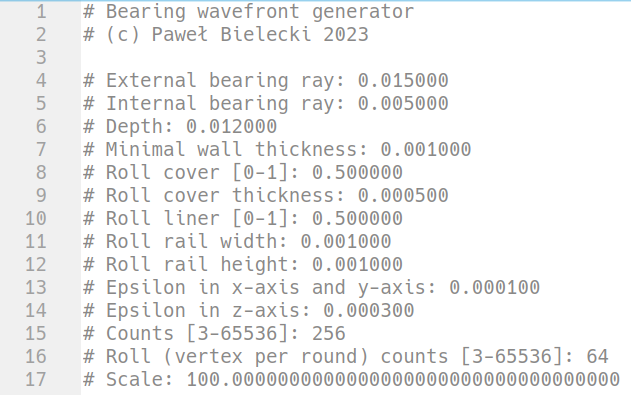 1 # Bearing wavefront generator
2 # (c) Paweł Bielecki 2023
3
4 # External bearing ray: 0.015000
5 # Internal bearing ray: 0.005000
6 # Depth: 0.012000
7 # Minimal wall thickness: 0.001000
8 # Roll cover [0-1]: 0.500000
9 # Roll cover thickness: 0.000500
10 # Roll liner [0-1]: 0.500000
11 # Roll rail width: 0.001000
12 # Roll rail height: 0.001000
13 # Epsilon in x-axis and y-axis: 0.000100
14 # Epsilon in z-axis: 0.000300
15 # Counts [3-65536]: 256
16 # Roll (vertex per round) counts [3-65536]: 64
17 # Scale: 100.0000000000000000000000000000000000